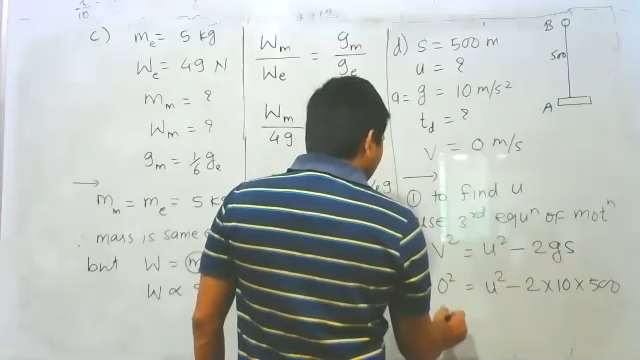 c) mₑ = 5 kg
Wₑ = 49 N
mₘ = ?
Wₘ = ?
gₘ = 1/6 gₑ
→ mₘ = mₑ = 5 kg
∴ mass is same
but W = m
W ∝
Wₘ/Wₑ = gₘ/gₑ
Wₘ/49
d) s = 500 m
u = ?
a = g = 10 m/s²
t_d = ?
v = 0 m/s
→
① to find u
use 3rd equⁿ of motⁿ
V² = u² - 2gs
0² = u² - 2×10×500
B
500
A